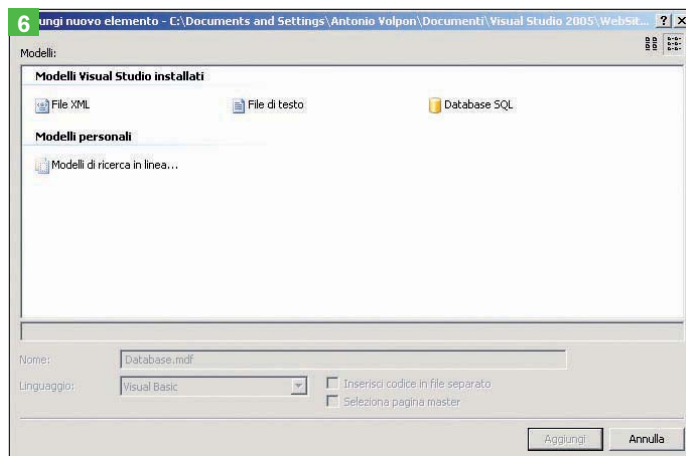 6
ungi nuovo elemento - C:\Documents and Settings\Antonio Volpon\Documenti\Visual Studio 2005\WebSit...
Modelli:
Modelli Visual Studio installati
File XML
File di testo
Database SQL
Modelli personali
Modelli di ricerca in linea...
Nome:
Database.mdf
Linguaggio:
Visual Basic
Inserisci codice in file separato
Seleziona pagina master
Aggiungi
Annulla